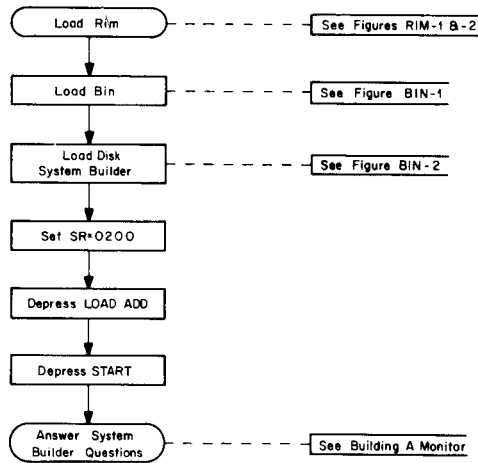 Load Rim
See Figures RIM-1 & -2
Load Bin
See Figure BIN-1
Load Disk
System Builder
See Figure BIN-2
Set SR=0200
Depress LOAD ADD
Depress START
Answer System
Builder Questions
See Building A Monitor